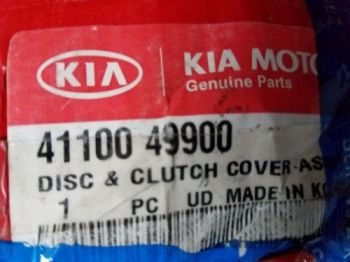 KIA
KIA MOTO
Genuine Parts
41100 49900
DISC & CLUTCH COVER-AS
1 PC UD MADE IN KO